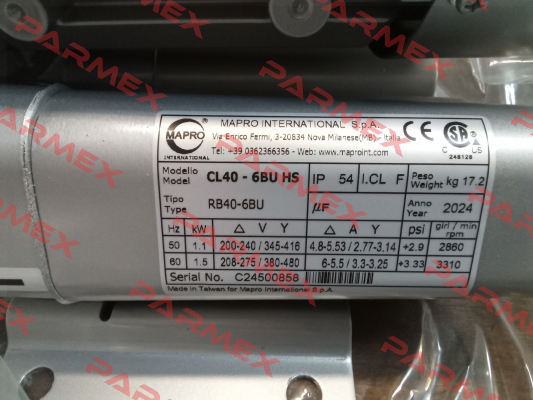 MAPRO INTERNATIONAL S.p.A.
Via Enrico Fermi, 3-20834 Nova Milanese(MB) - Italy
Tel: +39 0362366356 - Web: www.maproint.com
MAPRO
INTERNATIONAL
CE
CSA
C US
248128
Modello
Model
CL40 - 6BU HS
IP 54
I.CL F
Peso
Weight
kg 17.2
Tipo
Type
RB40-6BU
µF
Anno
Year
2024
Hz kW △ V Y △ A Y psi giri / min
rpm
50 1.1 200-240 / 345-416 4.8-5.53 / 2.77-3.14 +2.9 2860
60 1.5 208-275 / 380-480 6-5.5 / 3.3-3.25 +3.33 3310
Serial No. C24500858
Made in Taiwan for Mapro International S.p.A.
PARMEX
PARMEX
PARMEX
PARMEX
PARMEX
PARMEX